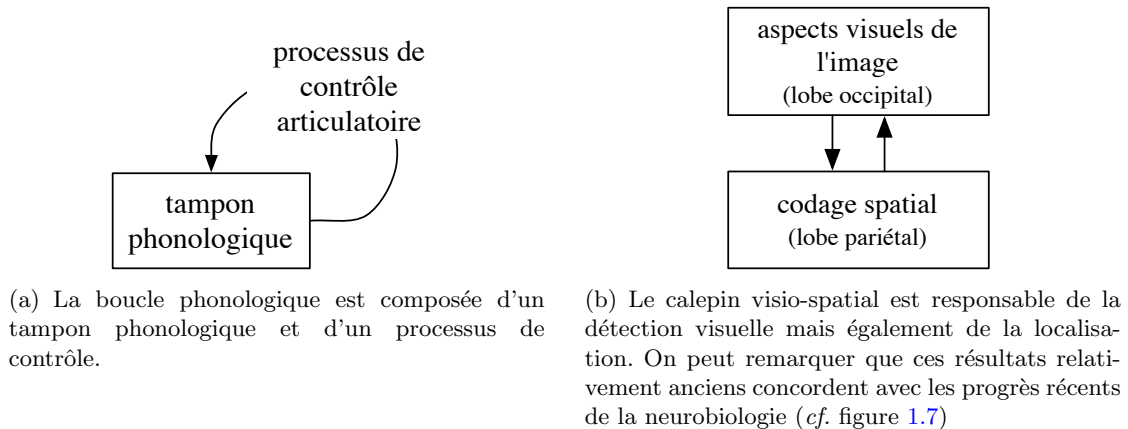 processus de
contrôle
articulatoire
tampon
phonologique
(a) La boucle phonologique est composée d'un
tampon phonologique et d'un processus de
contrôle.
aspects visuels de
l'image
(lobe occipital)
codage spatial
(lobe pariétal)
(b) Le calepin visio-spatial est responsable de la
détection visuelle mais également de la localisa-
tion. On peut remarquer que ces résultats relati-
vement anciens concordent avec les progrès récents
de la neurobiologie (cf. figure 1.7)